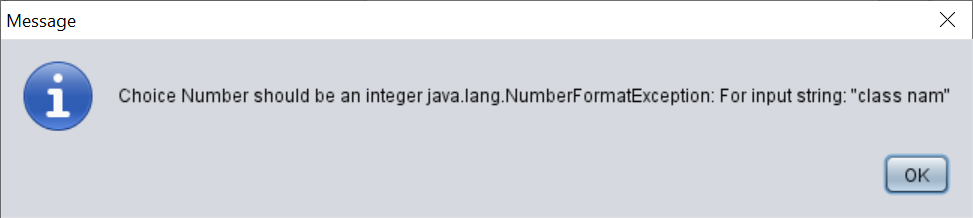 Message
Choice Number should be an integer java.lang.NumberFormatException: For input string: "class nam"
OK